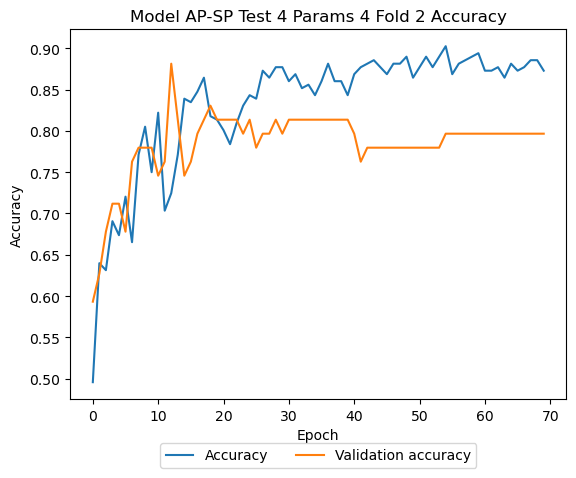 Model AP-SP Test 4 Params 4 Fold 2 Accuracy
0.90
0.85
0.80
0.75
0.70
0.65
0.60
0.55
0.50
Accuracy
0 10 20 30 40 50 60 70
Epoch
Accuracy Validation accuracy